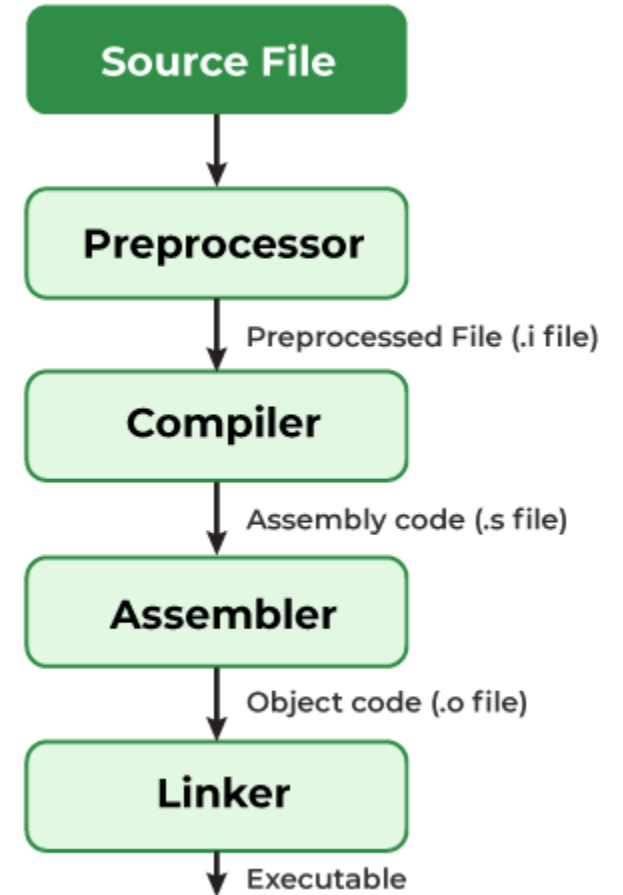 Source File
Preprocessor
Preprocessed File (.i file)
Compiler
Assembly code (.s file)
Assembler
Object code (.o file)
Linker
Executable